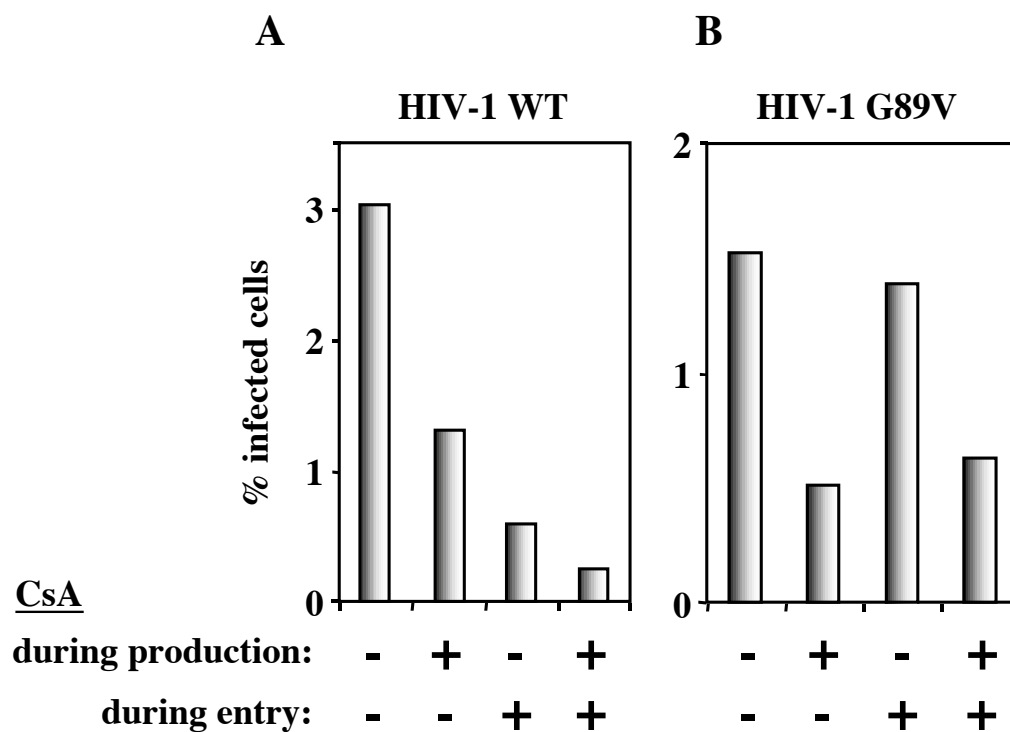 A
B
HIV-1 WT
HIV-1 G89V
% infected cells
3
2
1
0
2
1
0
CsA
during production: - + - + - + - +
during entry: - - + + - - + +